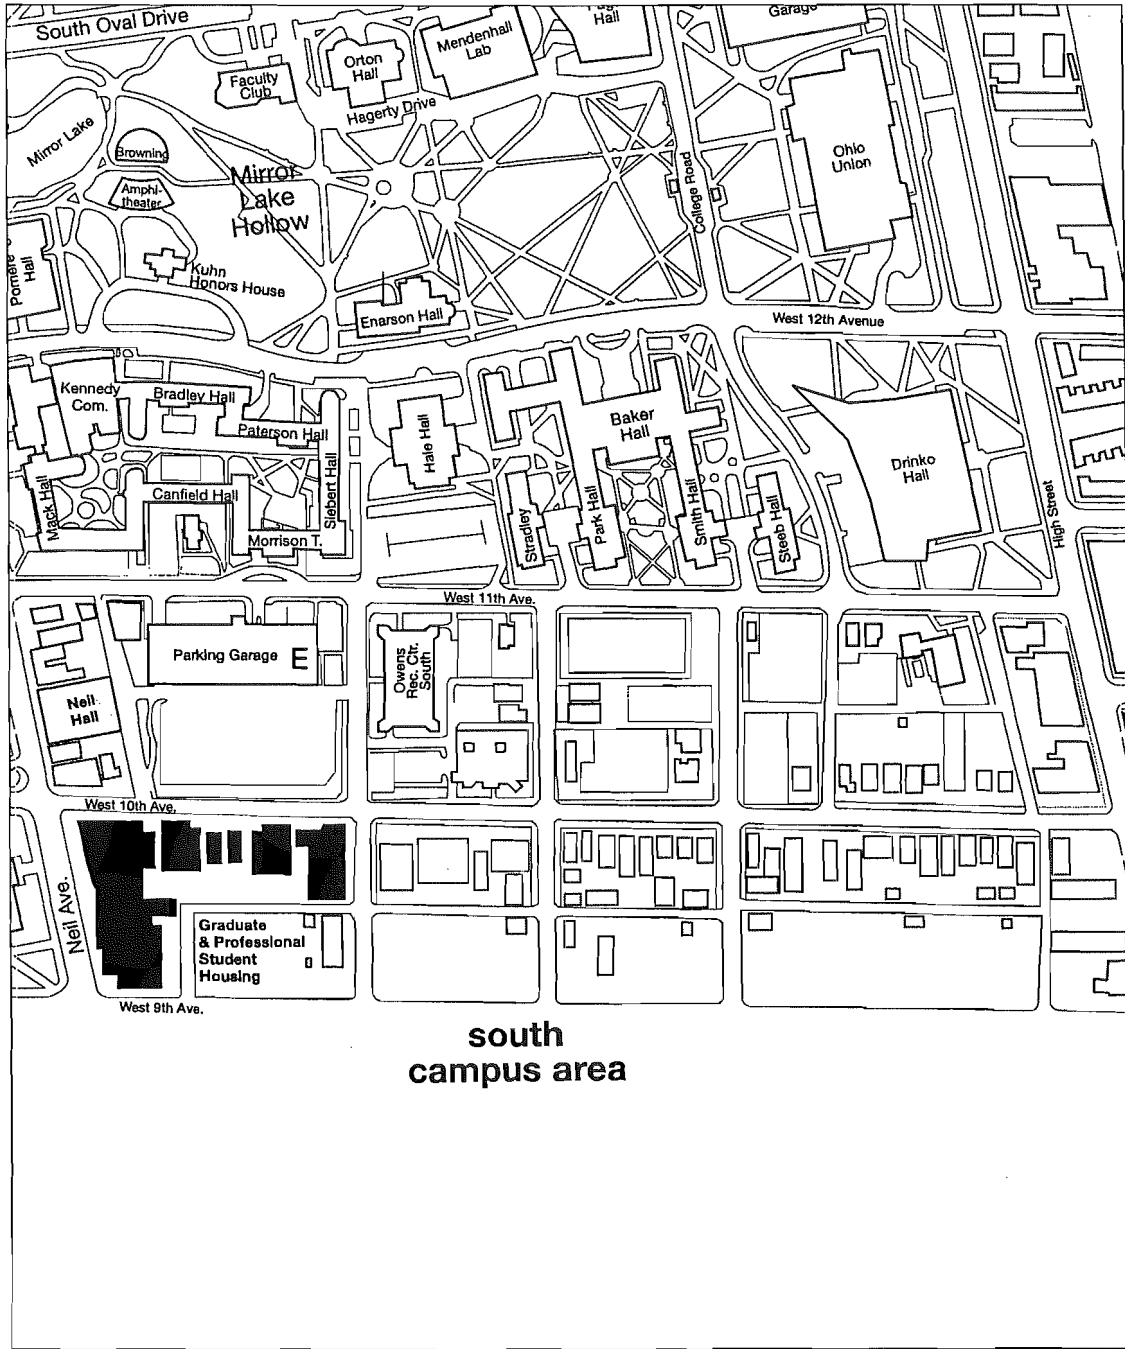 South Oval Drive
Hall
Garage
Orton
Hall
Mendenhall
Lab
Faculty
Club
Hagerty Drive
Mirror Lake
Browning
Amphi-
theater
Mirror
Lake
Hollow
College Road
Ohio
Union
Hall
Kuhn
Honors House
Enarson Hall
West 12th Avenue
Kennedy
Com.
Bradley Hall
Paterson Hall
Hale Hall
Baker
Hall
Drinko
Hall
Mack Hall
Canfield Hall
Siebert Hall
Morrison T.
Stradley
Park Hall
Smith Hall
Steeb Hall
High Street
West 11th Ave.
Parking Garage E
Owens
Rec. Ctr.
South
Neil
Hall
West 10th Ave.
Neil Ave.
Graduate
& Professional
Student
Housing
West 9th Ave.
south
campus area